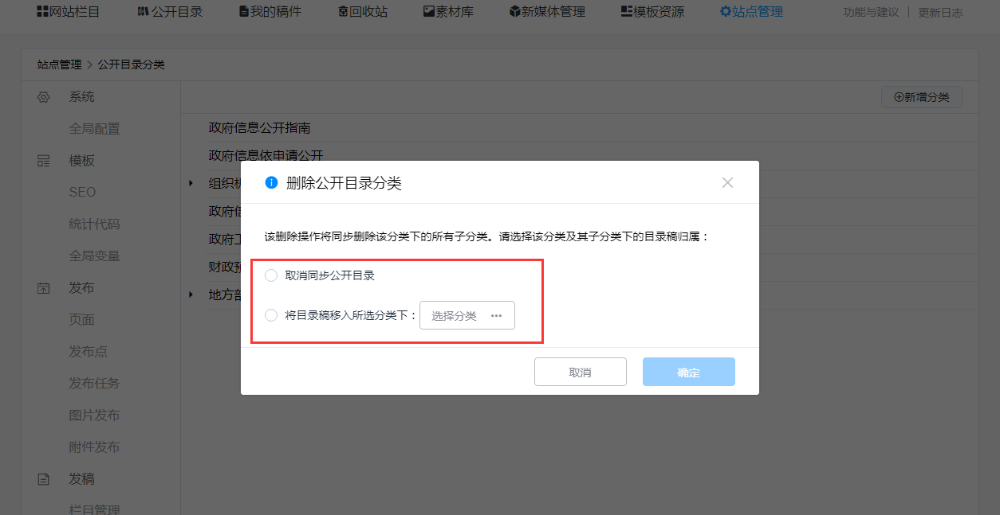 网站栏目 公开目录 我的稿件 回收站 素材库 新媒体管理 模板资源 站点管理 功能与建议 更新日志
站点管理 公开目录分类
系统
新增分类
全局配置
政府信息公开指南
模板
政府信息依申请公开
组织机
SEO
政府信
统计代码
政府工
全局变量
财政预
发布
地方部
页面
发布点
发布任务
图片发布
附件发布
发稿
栏目管理
删除公开目录分类
该删除操作将同步删除该分类下的所有子分类。请选择该分类及其子分类下的目录稿归属：
取消同步公开目录
将目录稿移入所选分类下： 选择分类 ···
取消 确定